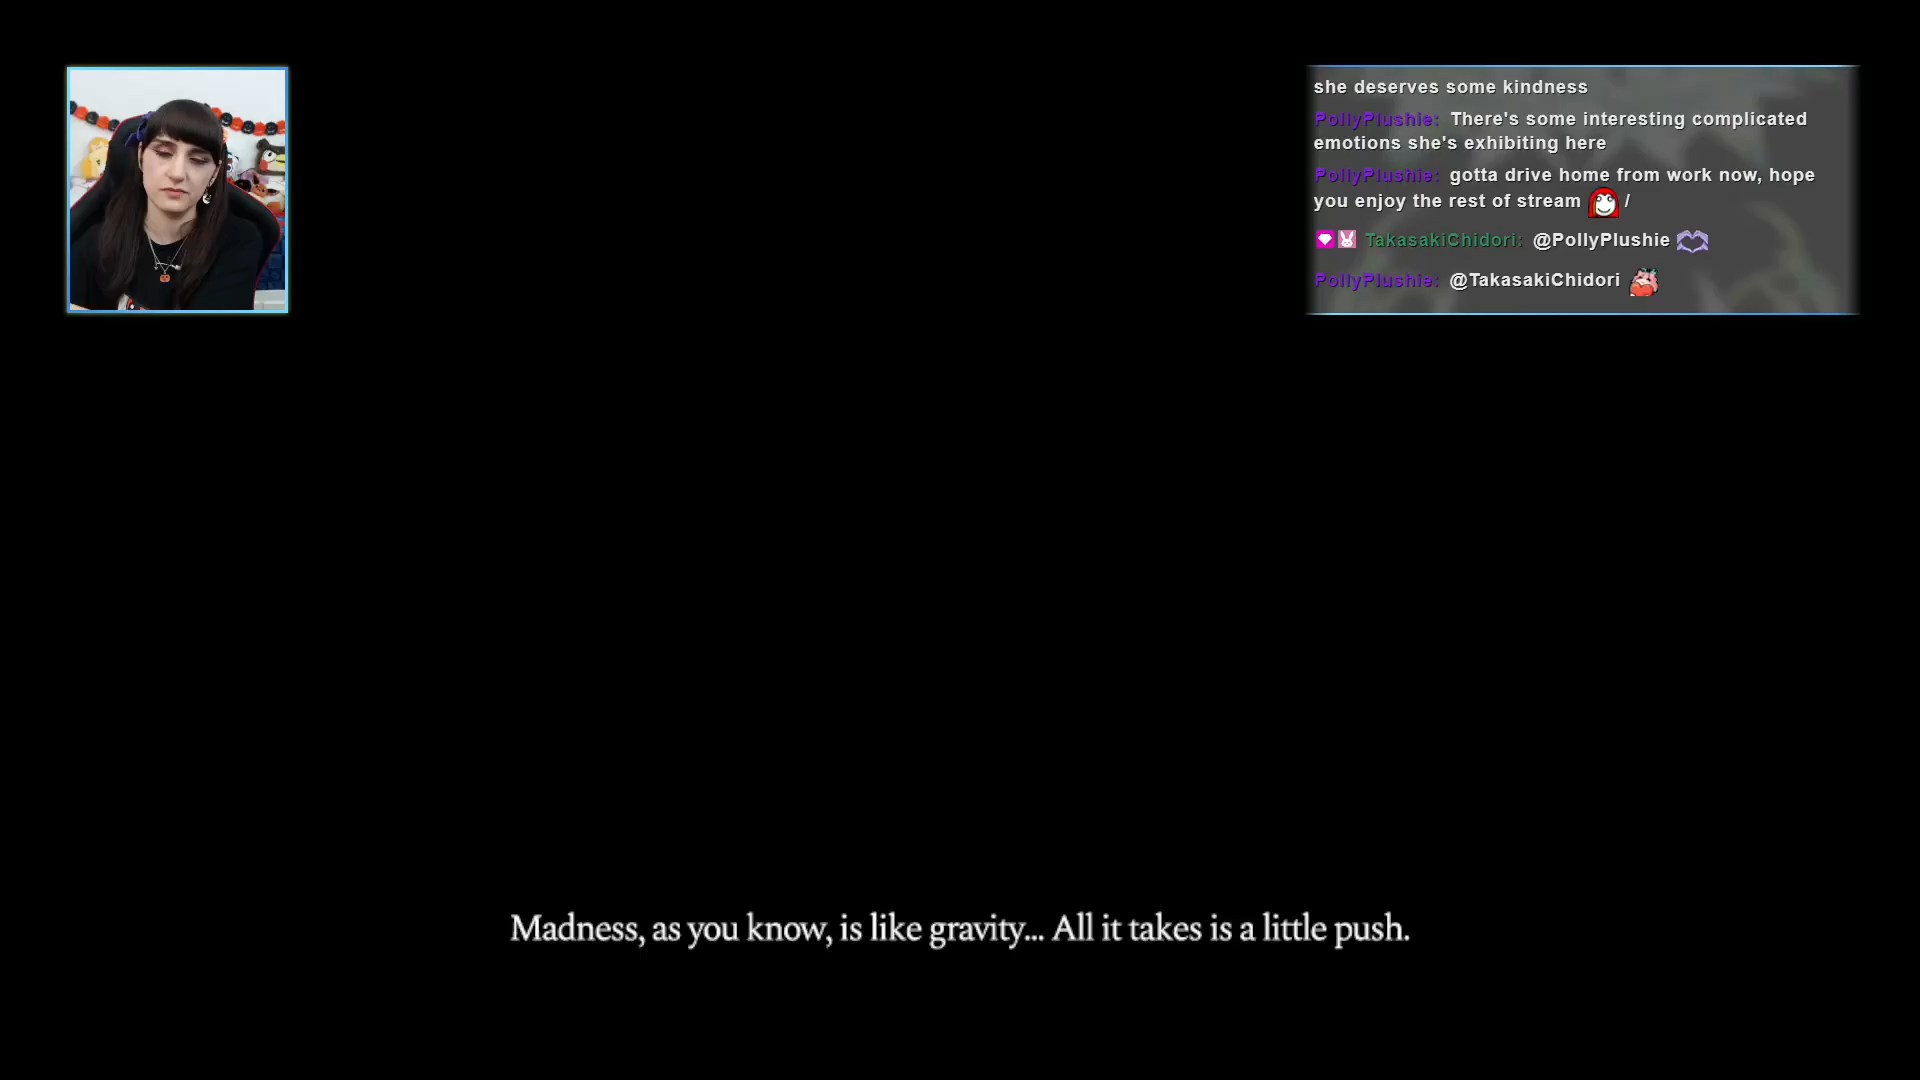 she deserves some kindness
PollyPlushie: There's some interesting complicated
emotions she's exhibiting here
PollyPlushie: gotta drive home from work now, hope
you enjoy the rest of stream /
TakasakiChidori: @PollyPlushie
PollyPlushie: @TakasakiChidori
Madness, as you know, is like gravity... All it takes is a little push.